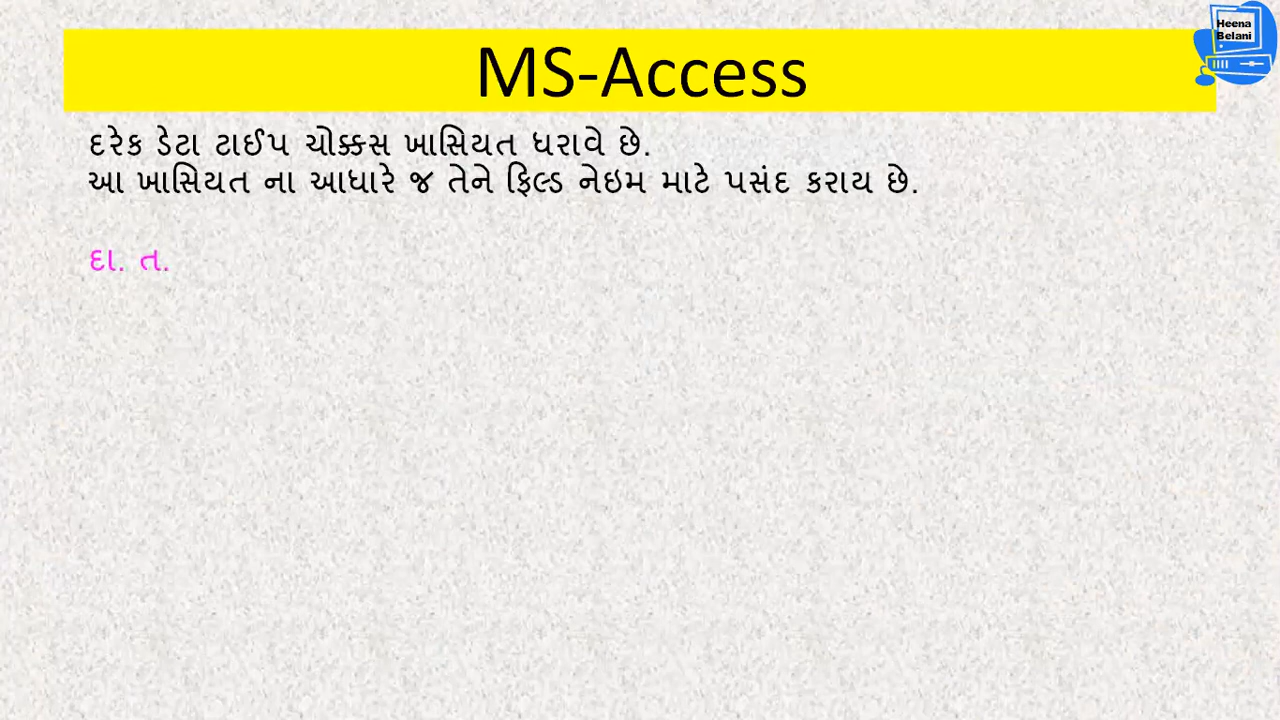 MS-Access
Heena
Belani
દરેક ડેટા ટાઈપ ચોક્કસ ખાસિયત ધરાવે છે.
આ ખાસિયત ના આધારે જ તેને ફિલ્ડ નેઇમ માટે પસંદ કરાય છે.
દા. ત.